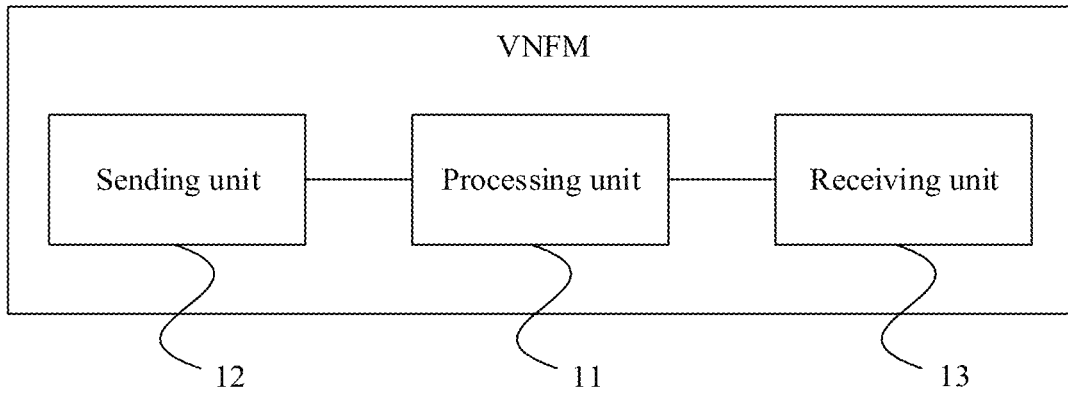 VNFM
Sending unit
Processing unit
Receiving unit
12
11
13